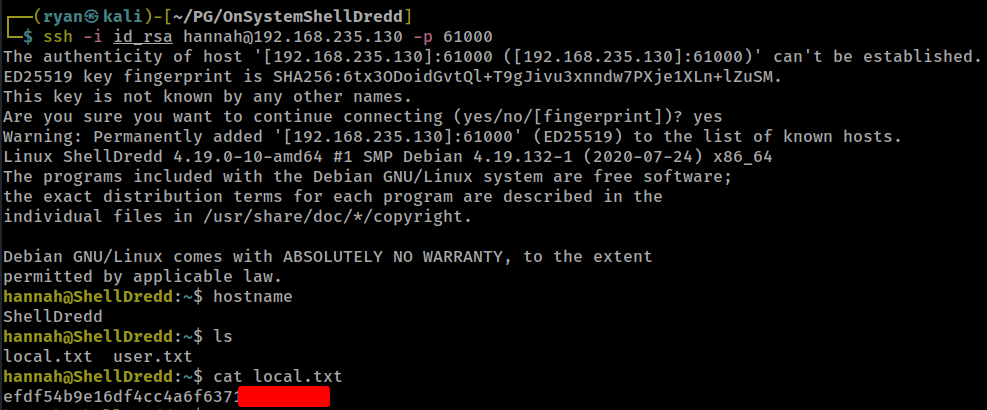 ┌──(ryan㉿kali)-[~/PG/OnSystemShellDredd]
└─$ ssh -i id_rsa hannah@192.168.235.130 -p 61000
The authenticity of host '[192.168.235.130]:61000 ([192.168.235.130]:61000)' can't be established.
ED25519 key fingerprint is SHA256:6tx3ODoidGvtQl+T9gJivu3xnndw7PXje1XLn+lZuSM.
This key is not known by any other names.
Are you sure you want to continue connecting (yes/no/[fingerprint])? yes
Warning: Permanently added '[192.168.235.130]:61000' (ED25519) to the list of known hosts.
Linux ShellDredd 4.19.0-10-amd64 #1 SMP Debian 4.19.132-1 (2020-07-24) x86_64
The programs included with the Debian GNU/Linux system are free software;
the exact distribution terms for each program are described in the
individual files in /usr/share/doc/*/copyright.
Debian GNU/Linux comes with ABSOLUTELY NO WARRANTY, to the extent
permitted by applicable law.
hannah@ShellDredd:~$ hostname
ShellDredd
hannah@ShellDredd:~$ ls
local.txt  user.txt
hannah@ShellDredd:~$ cat local.txt
efdf54b9e16df4cc4a6f6371